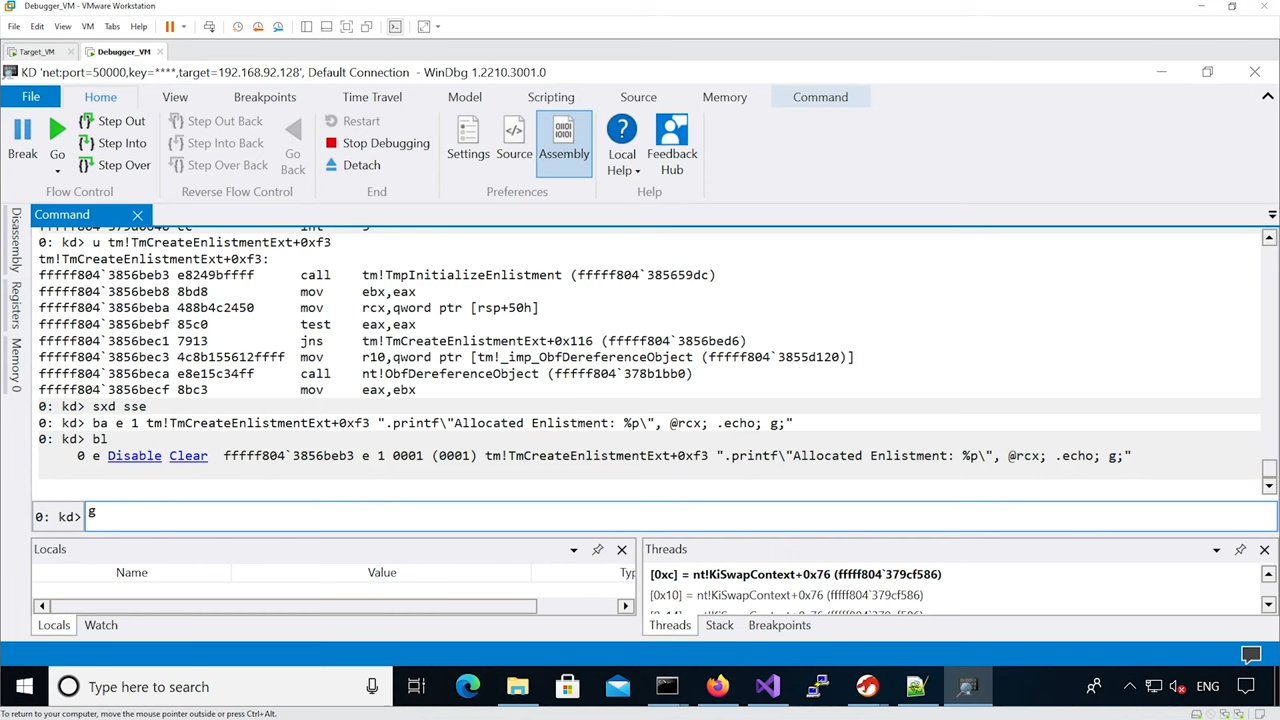 Debugger_VM - VMware Workstation
File Edit View VM Tabs Help
Target_VM Debugger_VM
KD 'net:port=50000,key=****,target=192.168.92.128', Default Connection - WinDbg 1.2210.3001.0
File Home View Breakpoints Time Travel Model Scripting Source Memory Command
Break
Go
Step Out
Step Into
Step Over
Flow Control
Step Out Back
Step Into Back
Step Over Back
Go
Back
Reverse Flow Control
Restart
Stop Debugging
Detach
End
Settings Source Assembly
Preferences
Local
Help
Feedback
Hub
Help
Disassembly
Registers
Memory 0
Command
0: kd> u tm!TmCreateEnlistmentExt+0xf3
tm!TmCreateEnlistmentExt+0xf3:
fffff804`3856beb3 e8249bffff call tm!TmpInitializeEnlistment (fffff804`385659dc)
fffff804`3856beb8 8bd8 mov ebx,eax
fffff804`3856beba 488b4c2450 mov rcx,qword ptr [rsp+50h]
fffff804`3856bebf 85c0 test eax,eax
fffff804`3856bec1 7913 jns tm!TmCreateEnlistmentExt+0x116 (fffff804`3856bed6)
fffff804`3856bec3 4c8b155612ffff mov r10,qword ptr [tm!_imp_ObfDereferenceObject (fffff804`3855d120)]
fffff804`3856beca e8e15c34ff call nt!ObfDereferenceObject (fffff804`378b1bb0)
fffff804`3856becf 8bc3 mov eax,ebx
0: kd> sxd sse
0: kd> ba e 1 tm!TmCreateEnlistmentExt+0xf3 ".printf\"Allocated Enlistment: %p\", @rcx; .echo; g;"
0: kd> bl
0 e Disable Clear fffff804`3856beb3 e 1 0001 (0001) tm!TmCreateEnlistmentExt+0xf3 ".printf\"Allocated Enlistment: %p\", @rcx; .echo; g;"
0: kd> g
Locals
Name Value Typ
Locals Watch
Threads
[0xc] = nt!KiSwapContext+0x76 (fffff804`379cf586)
[0x10] = nt!KiSwapContext+0x76 (fffff804`379cf586)
Threads Stack Breakpoints
Type here to search
ENG
To return to your computer, move the mouse pointer outside or press Ctrl+Alt.